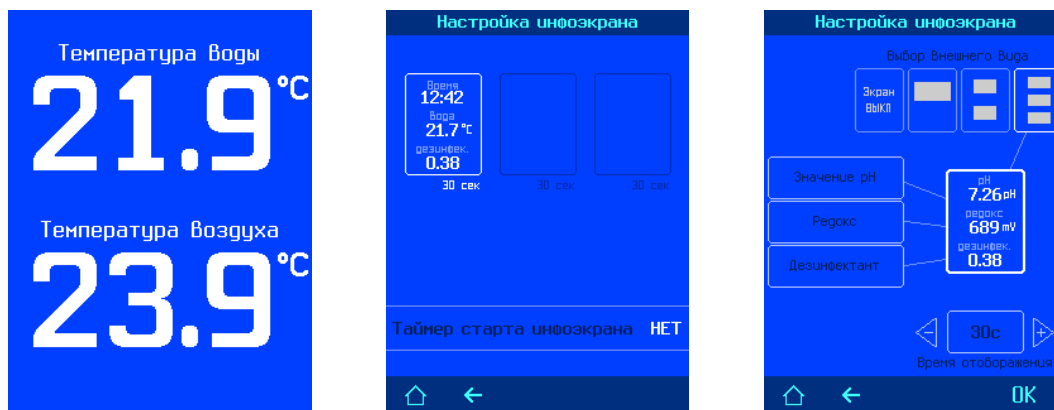 Температура Воды
21.9°C
Температура Воздуха
23.9°C
Настройка инфоэкрана
Время
12:42
Вода
21.7°C
дезинфек.
0.38
30 сек
30 сек
30 сек
Таймер старта инфоэкрана НЕТ
Настройка инфоэкрана
Выбор Внешнего Вида
Экран
ВЫКЛ
Значение pH
Редокс
Дезинфектант
pH
7.26 pH
редокс
689 mV
дезинфек.
0.38
30с
Время отоборажения
OK